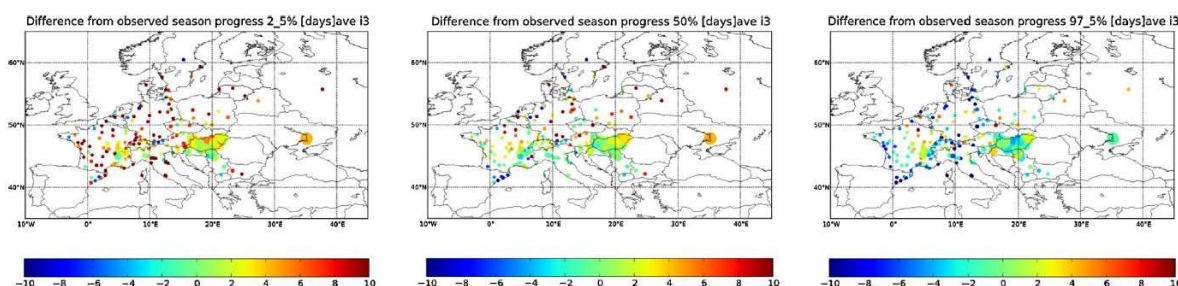 Difference from observed season progress 2_5% [days]ave i3
60°N
50°N
40°N
10°W 0° 10°E 20°E 30°E 40°E
−10 −8 −6 −4 −2 0 2 4 6 8 10
Difference from observed season progress 50% [days]ave i3
60°N
50°N
40°N
10°W 0° 10°E 20°E 30°E 40°E
−10 −8 −6 −4 −2 0 2 4 6 8 10
Difference from observed season progress 97_5% [days]ave i3
60°N
50°N
40°N
10°W 0° 10°E 20°E 30°E 40°E
−10 −8 −6 −4 −2 0 2 4 6 8 10